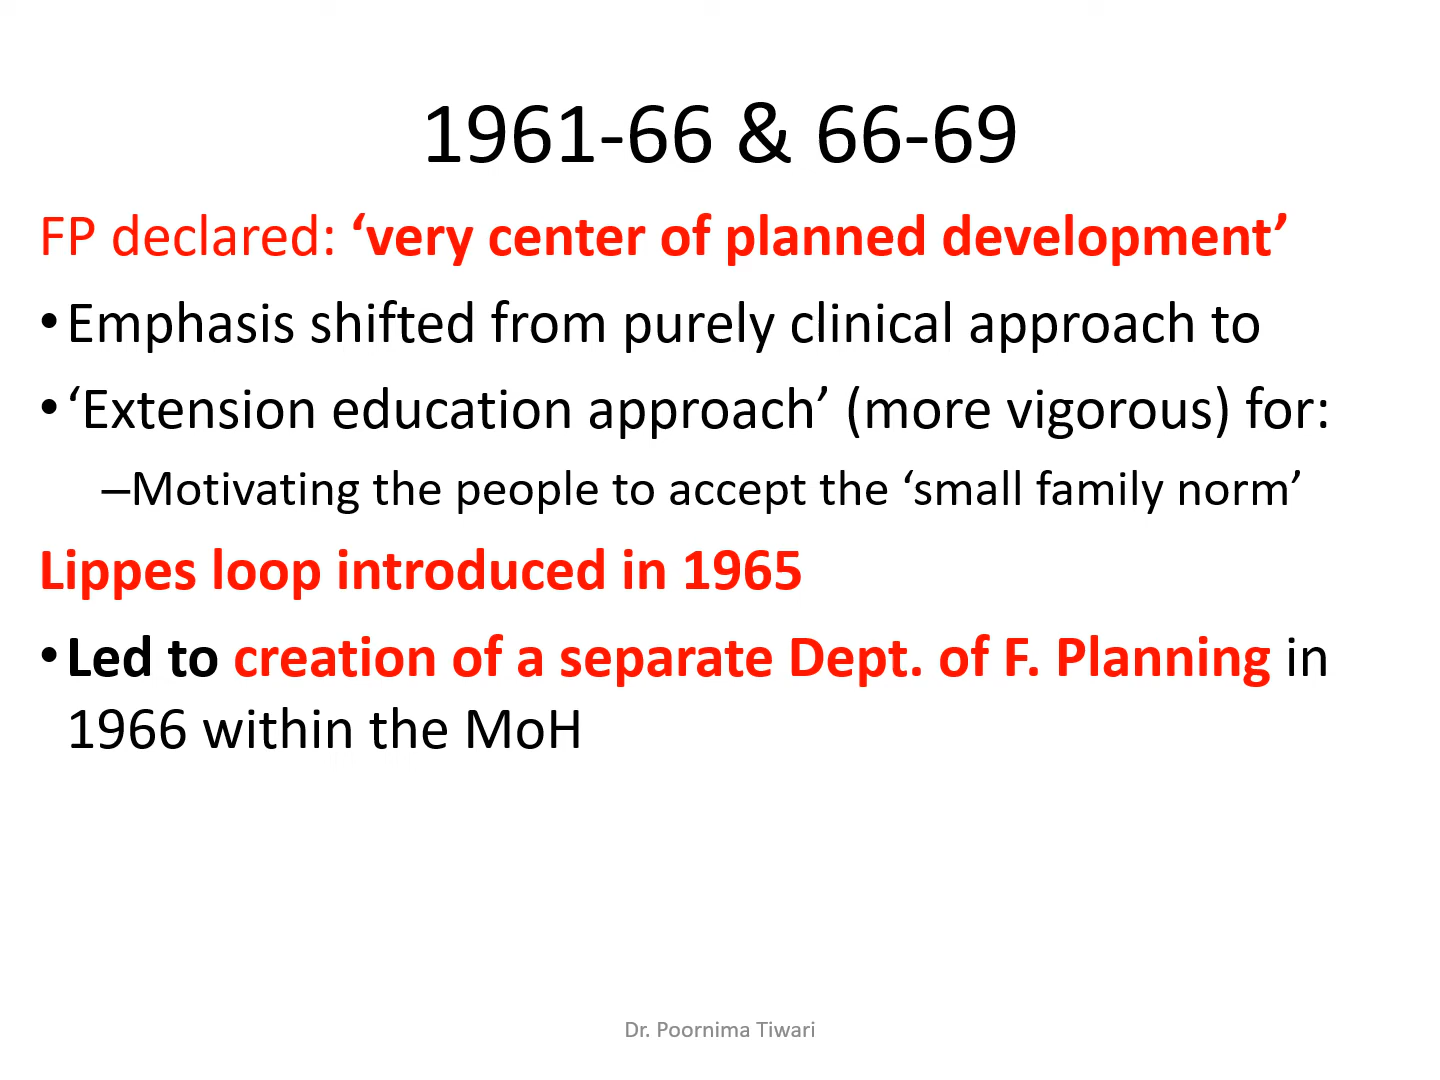 1961-66 & 66-69
FP declared: ‘very center of planned development’
•Emphasis shifted from purely clinical approach to
•‘Extension education approach’ (more vigorous) for:
–Motivating the people to accept the ‘small family norm’
Lippes loop introduced in 1965
•Led to creation of a separate Dept. of F. Planning in
1966 within the MoH
Dr. Poornima Tiwari